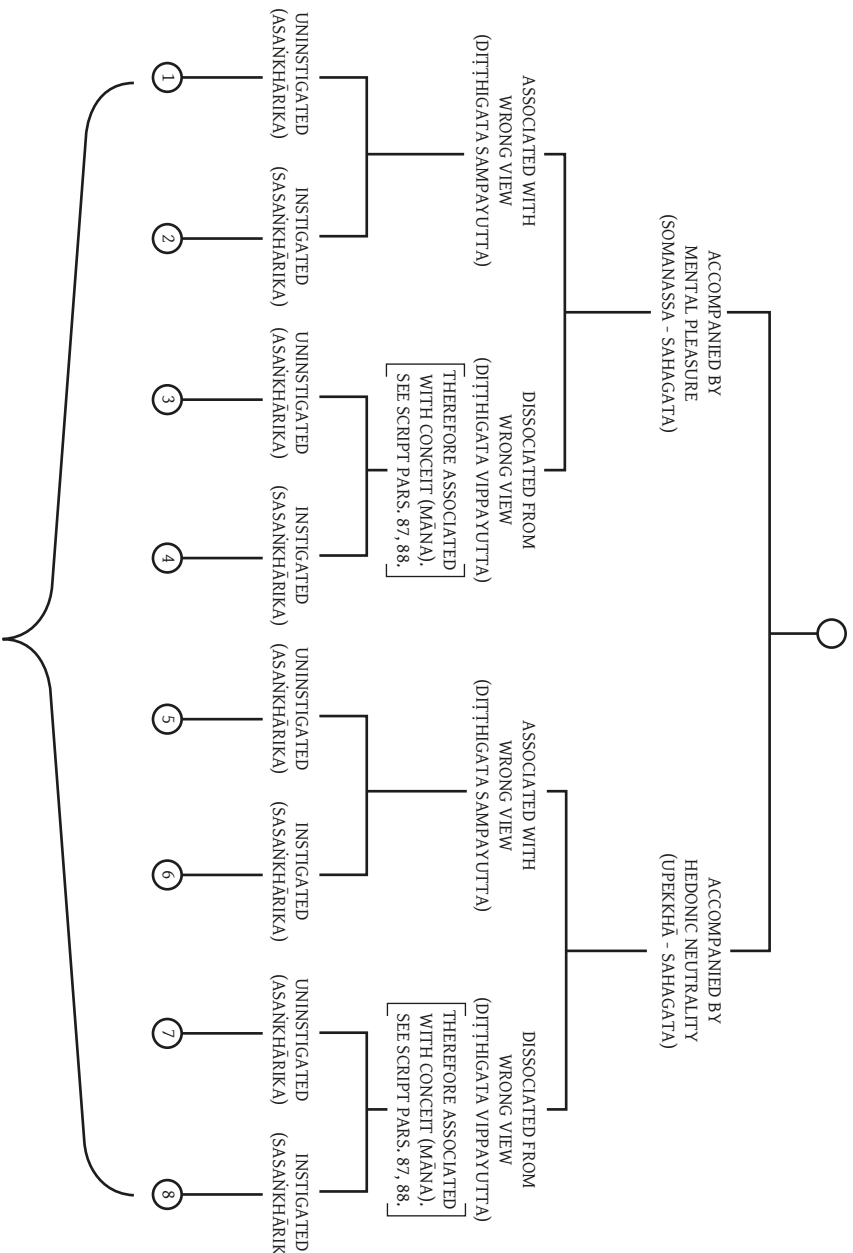 ACCOMPANIED BY
MENTAL PLEASURE
(SOMANASSA - SAHAGATA)
ACCOMPANIED BY
HEDONIC NEUTRALITY
(UPEKKHĀ - SAHAGATA)
ASSOCIATED WITH
WRONG VIEW
(DIṬṬHIGATA SAMPAYUTTA)
DISSOCIATED FROM
WRONG VIEW
(DIṬṬHIGATA VIPPAYUTTA)
THEREFORE ASSOCIATED
WITH CONCEIT (MĀNA).
SEE SCRIPT PARS. 87, 88.
ASSOCIATED WITH
WRONG VIEW
(DIṬṬHIGATA SAMPAYUTTA)
DISSOCIATED FROM
WRONG VIEW
(DIṬṬHIGATA VIPPAYUTTA)
THEREFORE ASSOCIATED
WITH CONCEIT (MĀNA).
SEE SCRIPT PARS. 87, 88.
UNINSTIGATED
(ASAṄKHĀRIKA)
1
INSTIGATED
(SASAṄKHĀRIKA)
2
UNINSTIGATED
(ASAṄKHĀRIKA)
3
INSTIGATED
(SASAṄKHĀRIKA)
4
UNINSTIGATED
(ASAṄKHĀRIKA)
5
INSTIGATED
(SASAṄKHĀRIKA)
6
UNINSTIGATED
(ASAṄKHĀRIKA)
7
INSTIGATED
(SASAṄKHĀRIK
8